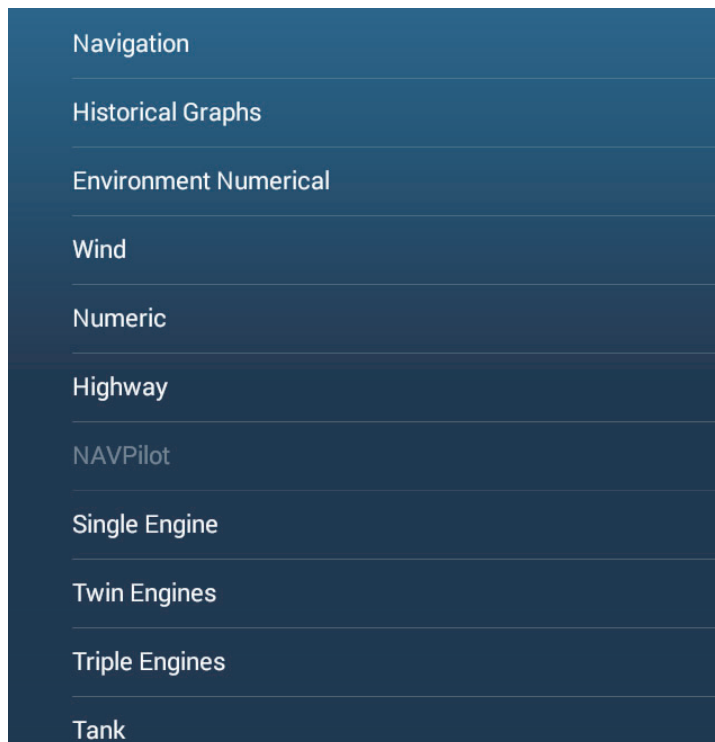 Navigation
Historical Graphs
Environment Numerical
Wind
Numeric
Highway
NAVPilot
Single Engine
Twin Engines
Triple Engines
Tank